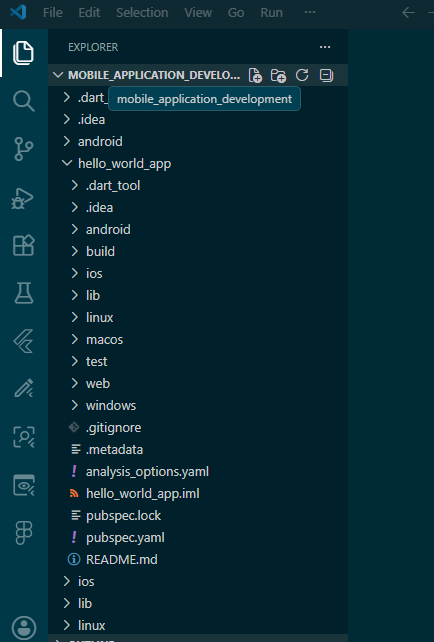 File Edit Selection View Go Run ···
EXPLORER ···
MOBILE_APPLICATION_DEVELO...
.dart_
mobile_application_development
.idea
android
hello_world_app
.dart_tool
.idea
android
build
ios
lib
linux
macos
test
web
windows
.gitignore
.metadata
analysis_options.yaml
hello_world_app.iml
pubspec.lock
pubspec.yaml
README.md
ios
lib
linux